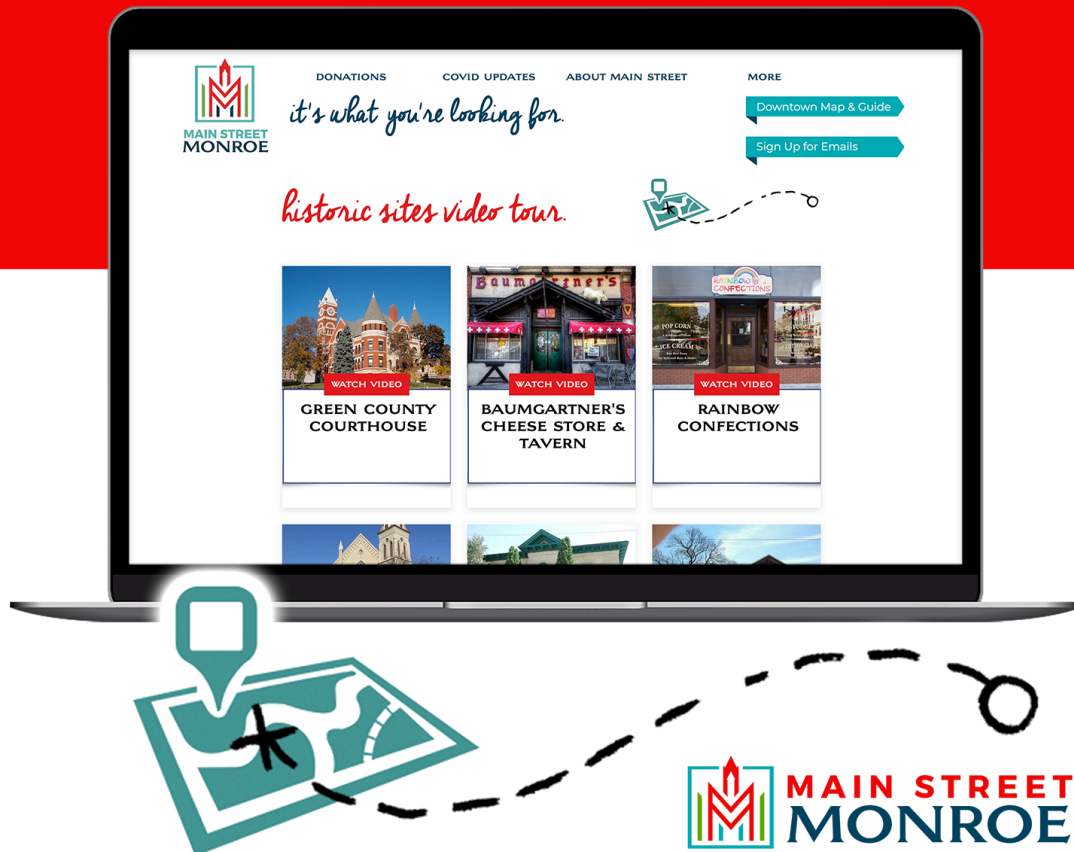 DONATIONS COVID UPDATES ABOUT MAIN STREET MORE
it's what you're looking for.
MAIN STREET
MONROE
Downtown Map & Guide
Sign Up for Emails
historic sites video tour.
Baumgartner's
RAINBOW
CONFECTIONS
POP CORN
ICE CREAM
FUDGE
WATCH VIDEO
GREEN COUNTY
COURTHOUSE
WATCH VIDEO
BAUMGARTNER'S
CHEESE STORE &
TAVERN
WATCH VIDEO
RAINBOW
CONFECTIONS
MAIN STREET
MONROE